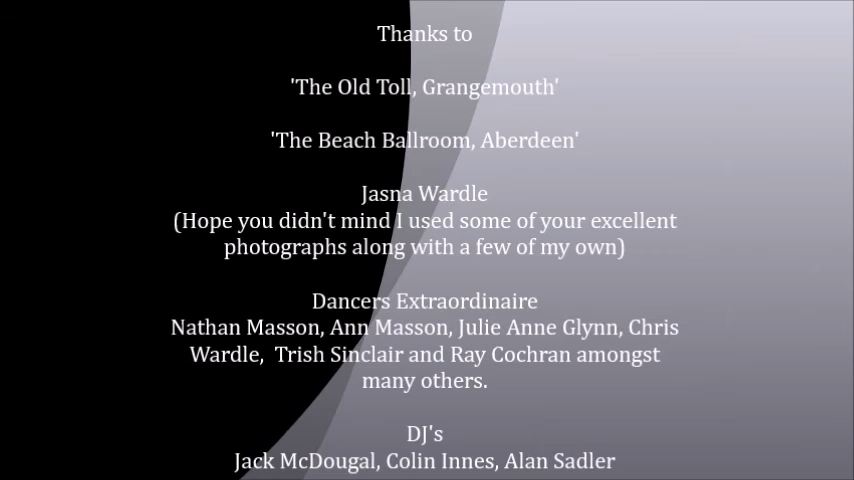 Thanks to
'The Old Toll, Grangemouth'
'The Beach Ballroom, Aberdeen'
Jasna Wardle
(Hope you didn't mind I used some of your excellent
photographs along with a few of my own)
Dancers Extraordinaire
Nathan Masson, Ann Masson, Julie Anne Glynn, Chris
Wardle,  Trish Sinclair and Ray Cochran amongst
many others.
DJ's
Jack McDougal, Colin Innes, Alan Sadler